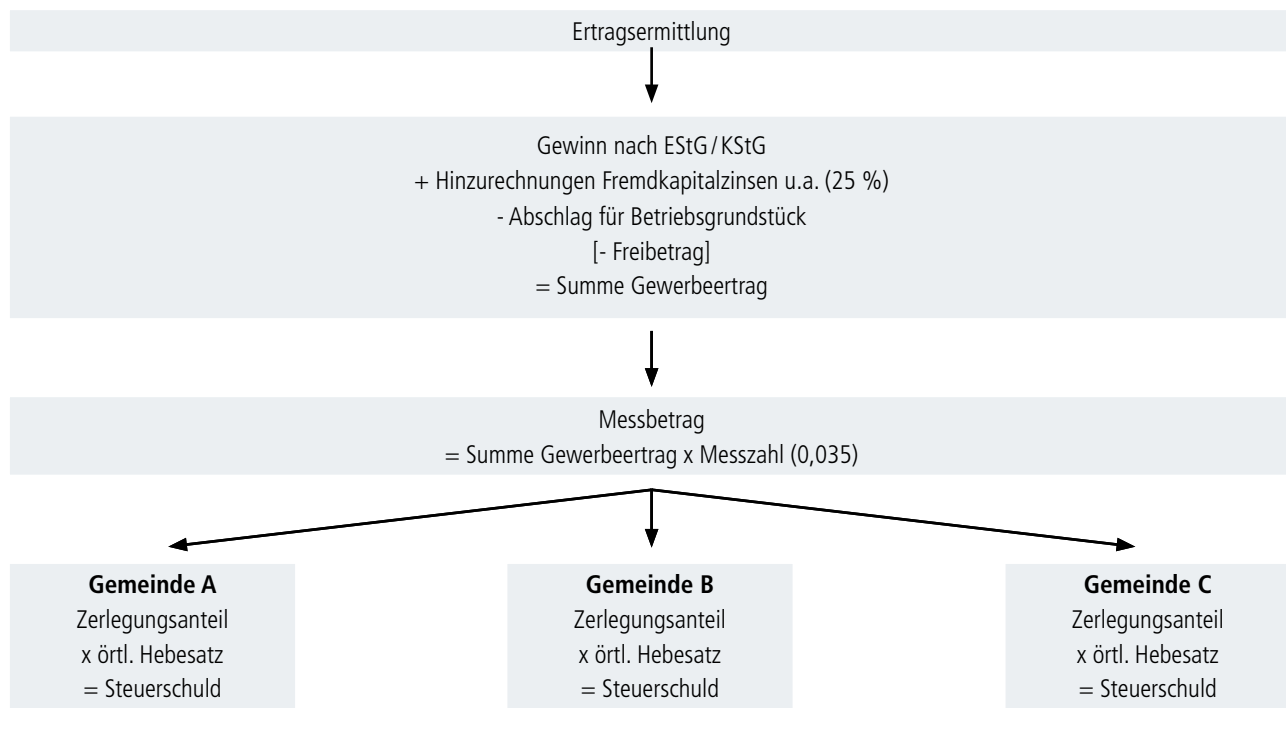 Ertragsermittlung
Gewinn nach EStG / KStG
+ Hinzurechnungen Fremdkapitalzinsen u.a. (25 %)
- Abschlag für Betriebsgrundstück
[- Freibetrag]
= Summe Gewerbeertrag
Messbetrag
= Summe Gewerbeertrag x Messzahl (0,035)
Gemeinde A
Zerlegungsanteil
x örtl. Hebesatz
= Steuerschuld
Gemeinde B
Zerlegungsanteil
x örtl. Hebesatz
= Steuerschuld
Gemeinde C
Zerlegungsanteil
x örtl. Hebesatz
= Steuerschuld